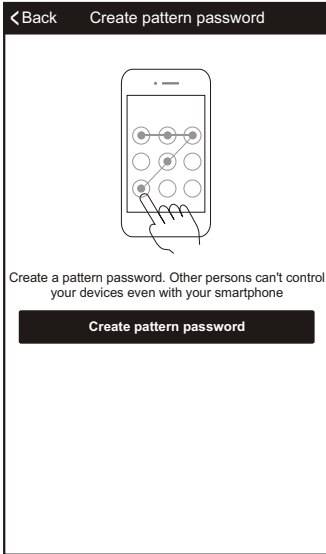 Back Create pattern password
Create a pattern password. Other persons can't control
your devices even with your smartphone
Create pattern password